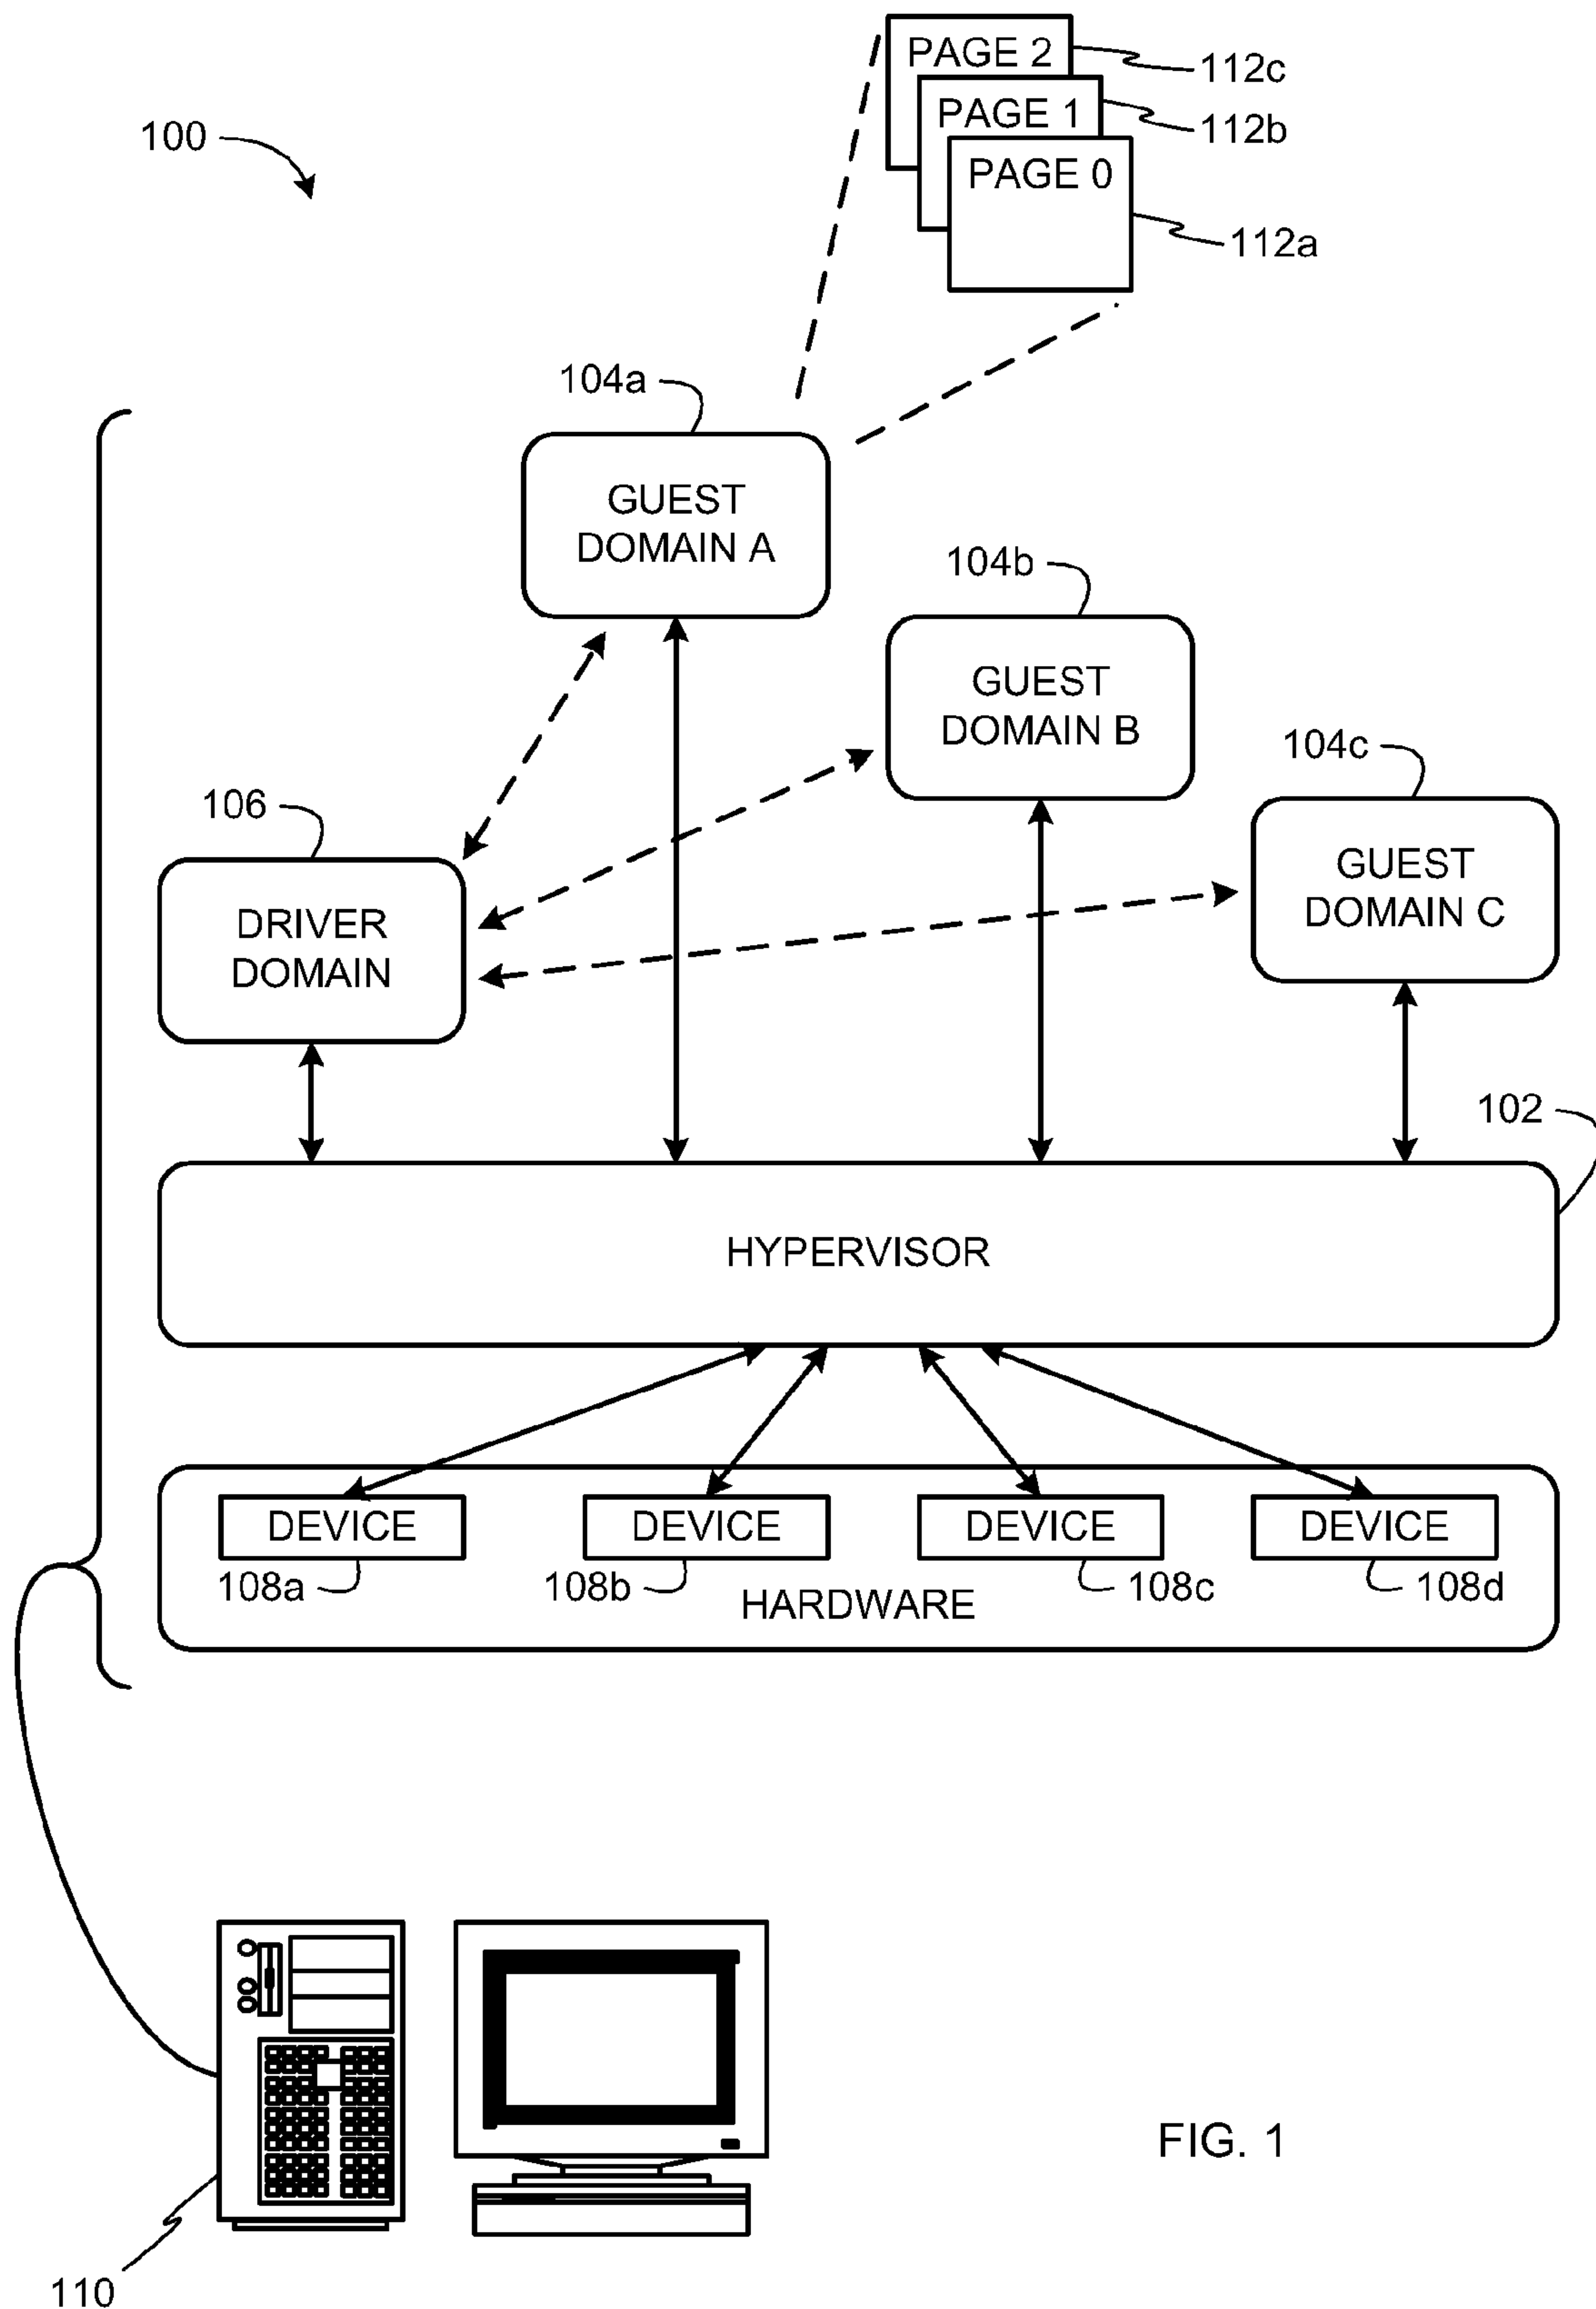 PAGE 2
112c
PAGE 1
112b
100
PAGE 0
112a
104a
GUEST
DOMAIN A
104b
GUEST
DOMAIN B
104c
106
GUEST
DOMAIN C
DRIVER
DOMAIN
102
HYPERVISOR
DEVICE DEVICE DEVICE DEVICE
108a 108b 108c 108d
HARDWARE
FIG. 1
110